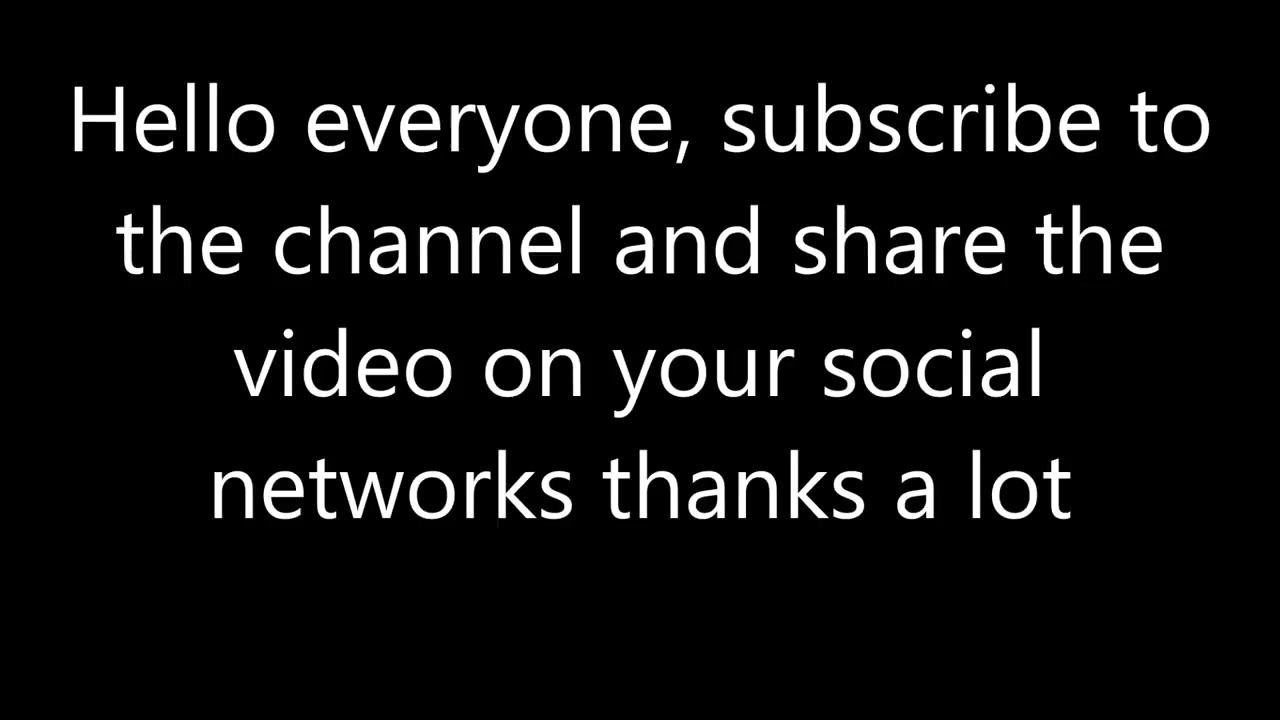 Hello everyone, subscribe to
the channel and share the
video on your social
networks thanks a lot